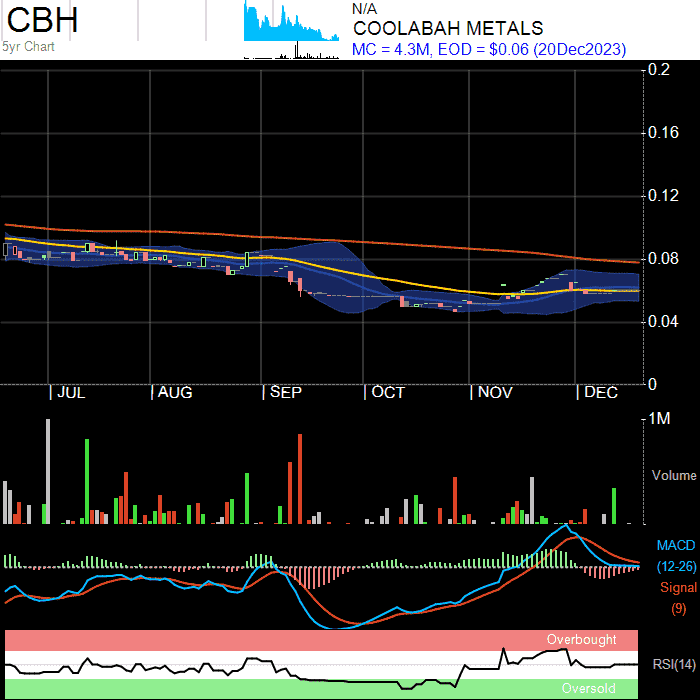 CBH
5yr Chart
N/A
COOLABAH METALS
MC = 4.3M, EOD = $0.06 (20Dec2023)
0.2
0.16
0.12
0.08
0.04
0
| JUL | AUG | SEP | OCT | NOV | DEC
1M
Volume
MACD
(12-26)
Signal
(9)
Overbought
RSI(14)
Oversold